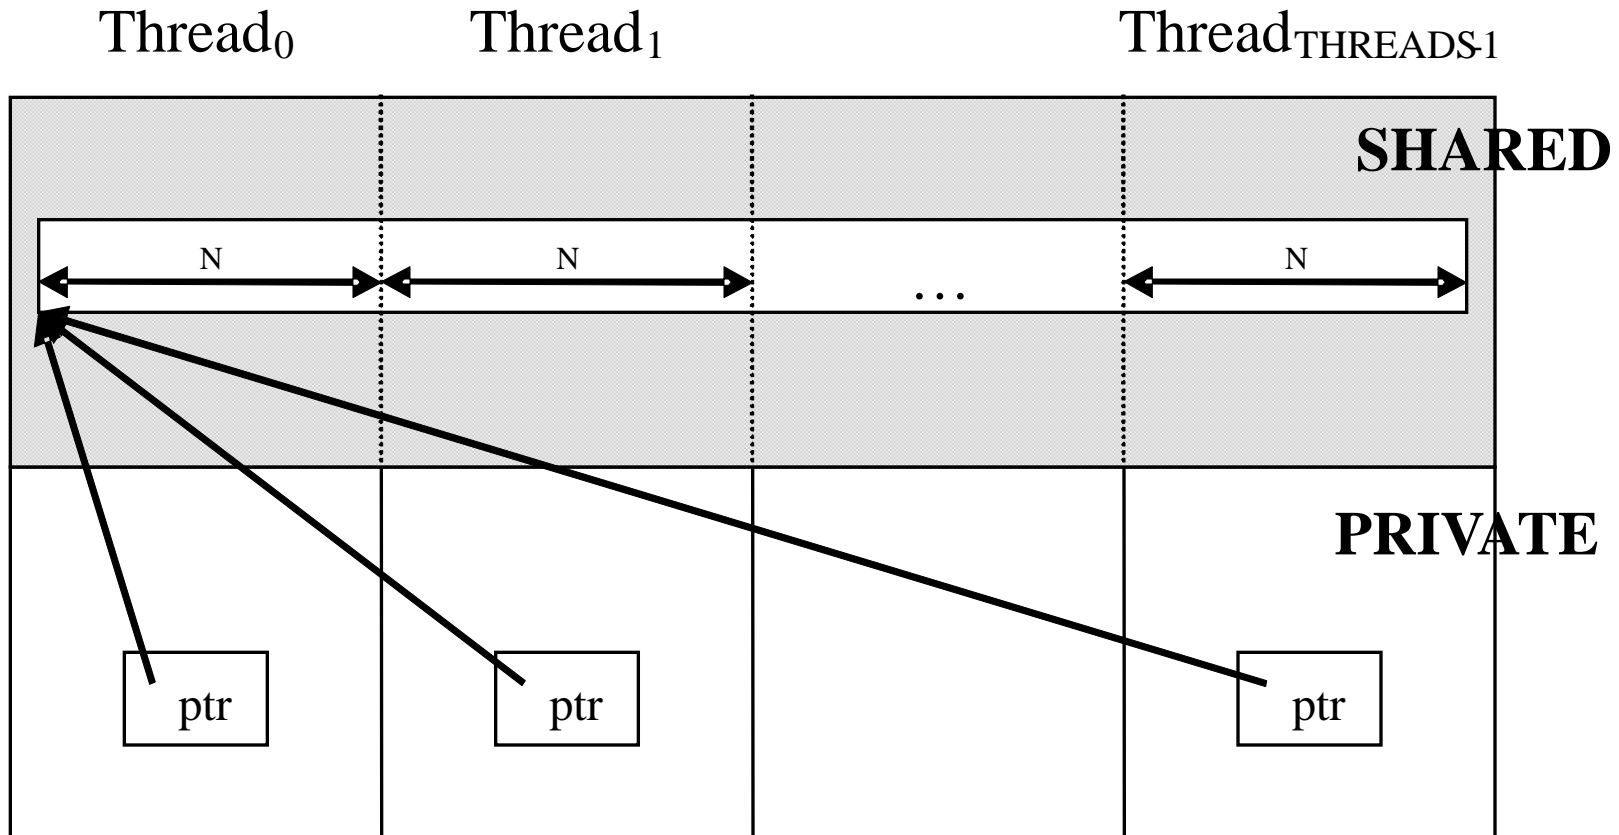 Thread0 Thread1 ThreadTHREADS-1
SHARED
N N N
...
PRIVATE
ptr ptr ptr